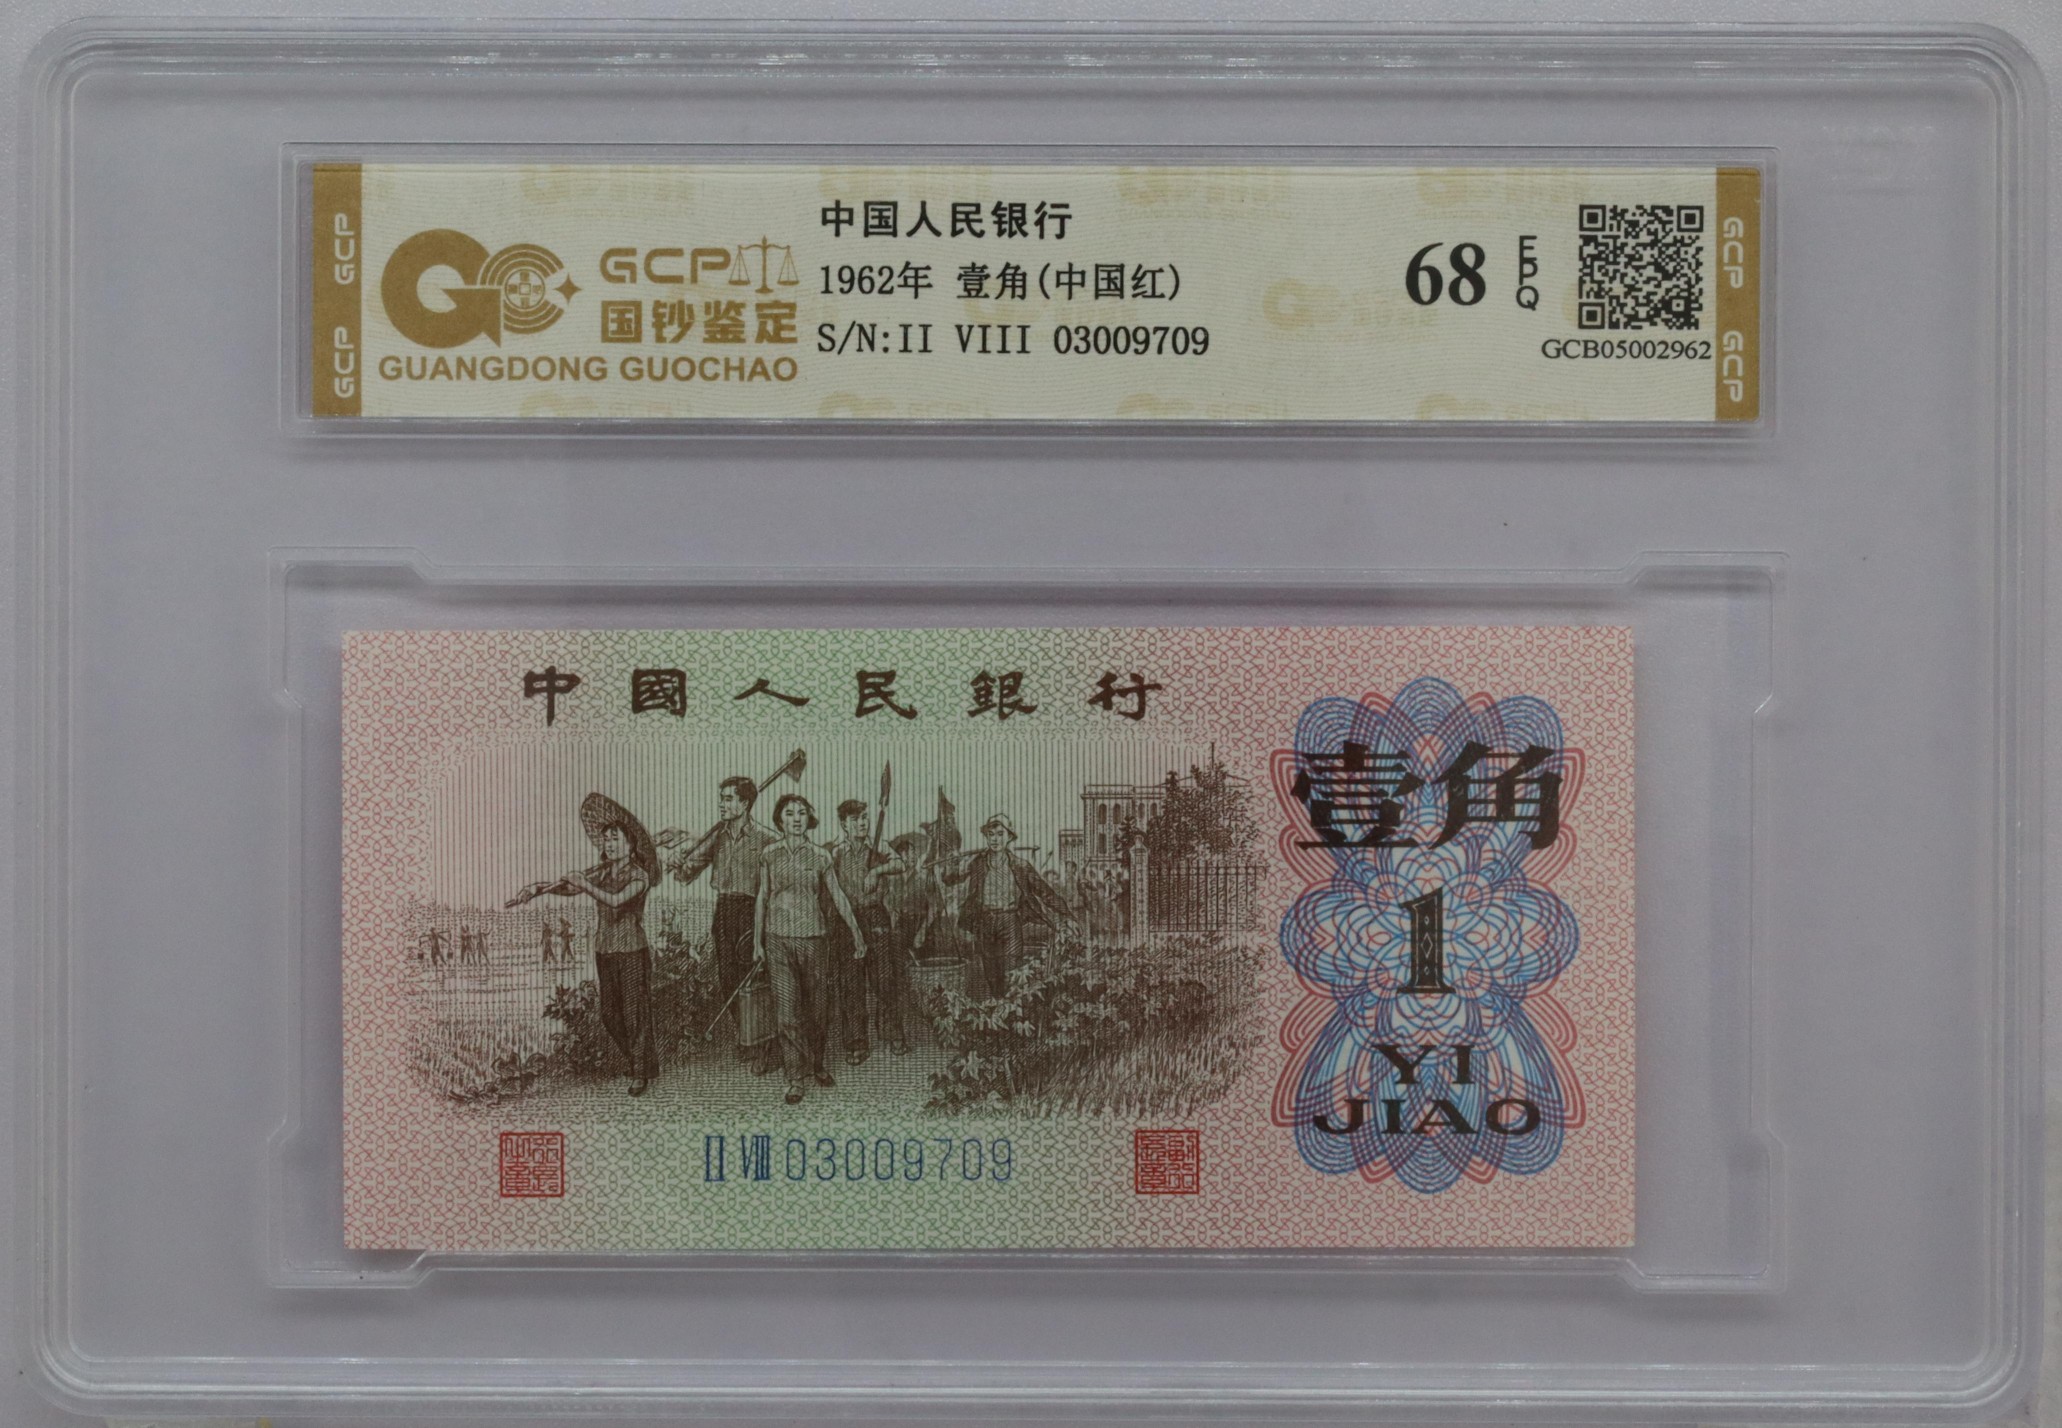 GCP GCP
GCP
国钞鉴定
GUANGDONG GUOCHAO
中国人民银行
1962年 壹角(中国红)
S/N:II VIII 03009709
68 EPQ
GCB05002962
GCP GCP
中國人民銀行
壹角
1
YI
JIAO
II VIII 03009709